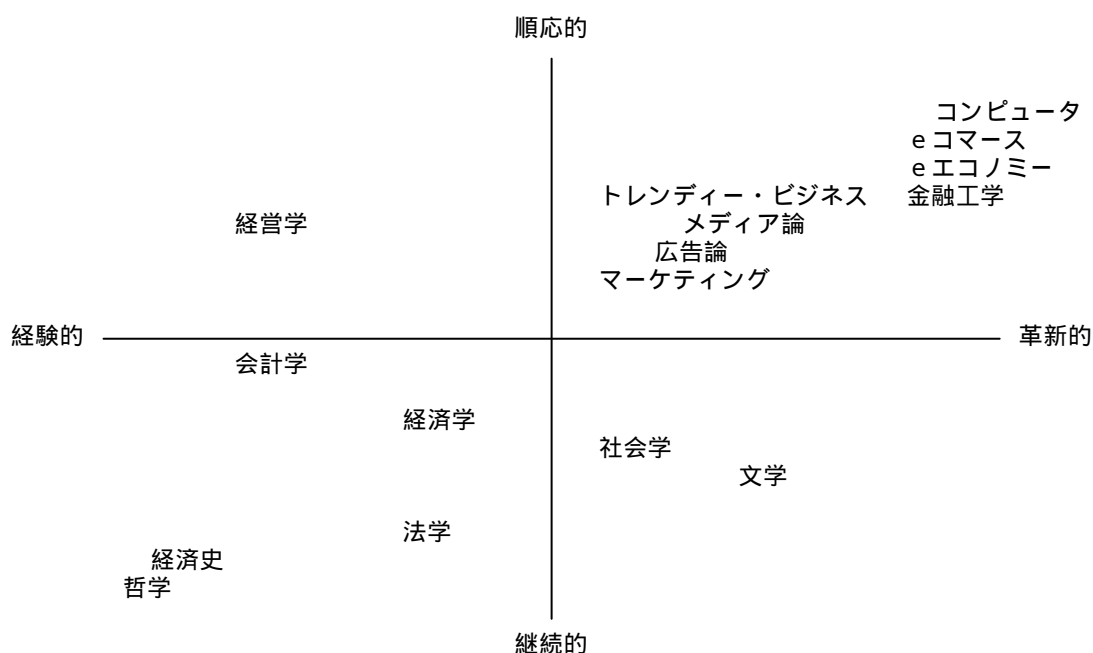 順応的
コンピュータ
ｅコマース
ｅエコノミー
トレンディー・ビジネス　金融工学
経営学　メディア論
広告論
マーケティング
経験的　革新的
会計学
経済学
社会学
文学
法学
経済史
哲学
継続的